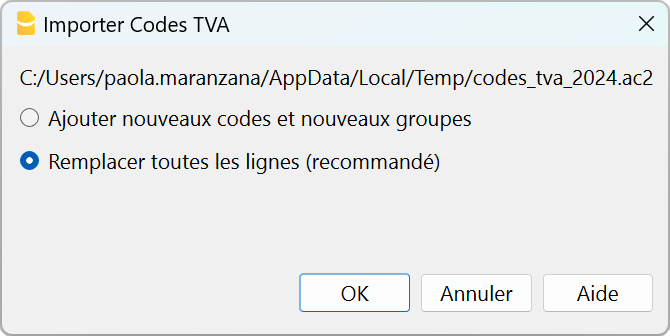 Importer Codes TVA
C:/Users/paola.maranzana/AppData/Local/Temp/codes_tva_2024.ac2
Ajouter nouveaux codes et nouveaux groupes
Remplacer toutes les lignes (recommandé)
OK Annuler Aide